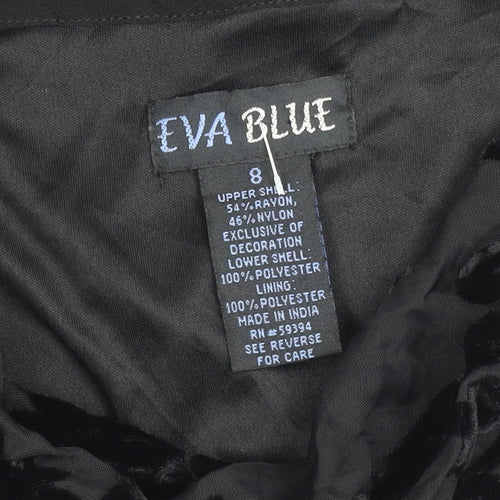 EVA BLUE
8
UPPER SHELL:
54% RAYON,
46% NYLON
EXCLUSIVE OF
DECORATION
LOWER SHELL:
100% POLYESTER
LINING:
100% POLYESTER
MADE IN INDIA
RN# 59394
SEE REVERSE
FOR CARE